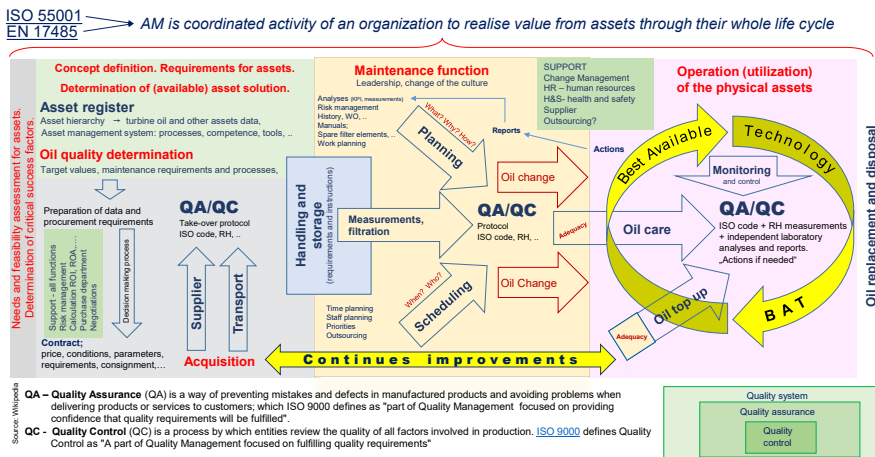 ISO 55001
EN 17485
AM is coordinated activity of an organization to realise value from assets through their whole life cycle
Needs and feasibility assessment for assets.
Determination of critical success factors.
Concept definition. Requirements for assets.
Determination of (available) asset solution.
Asset register
Asset hierarchy → turbine oil and other assets data,
Asset management system: processes, competence, tools, ..
Oil quality determination
Target values, maintenance requirements and processes,
Preparation of data and
procurement requirements
Support - all functions
Risk management
Calculation ROI, ROA,....
Purchase department
Negotiations
Decision making process
Contract;
price, conditions, parameters,
requirements, consignment,...
QA/QC
Take-over protocol
ISO code, RH, ..
Supplier
Transport
Acquisition
Maintenance function
Leadership, change of the culture
Analyses (KPI, measurements)
Risk management
History, WO, ..
Manuals;
Spare filter elements, ..
Work planning
What? Why? How?
Planning
Reports
Handling and
storage
(requirements and instructions)
Measurements,
filtration
Oil change
QA/QC
Protocol
ISO code, RH, ..
Adequacy
When? Who?
Scheduling
Oil Change
Time planning
Staff planning
Priorities
Outsourcing
Continues improvements
SUPPORT
Change Management
HR – human resources
H&S- health and safety
Supplier
Outsourcing?
Actions
Operation (utilization)
of the physical assets
Best Available
Technology
Monitoring
and control
Oil care
QA/QC
ISO code + RH measurements
+ independent laboratory
analyses and reports.
„Actions if needed"
Oil top up
Adequacy
BAT
Oil replacement and disposal
Source: Wikipedia
QA – Quality Assurance (QA) is a way of preventing mistakes and defects in manufactured products and avoiding problems when
delivering products or services to customers; which ISO 9000 defines as "part of Quality Management focused on providing
confidence that quality requirements will be fulfilled".
QC - Quality Control (QC) is a process by which entities review the quality of all factors involved in production. ISO 9000 defines Quality
Control as "A part of Quality Management focused on fulfilling quality requirements"
Quality system
Quality assurance
Quality
control